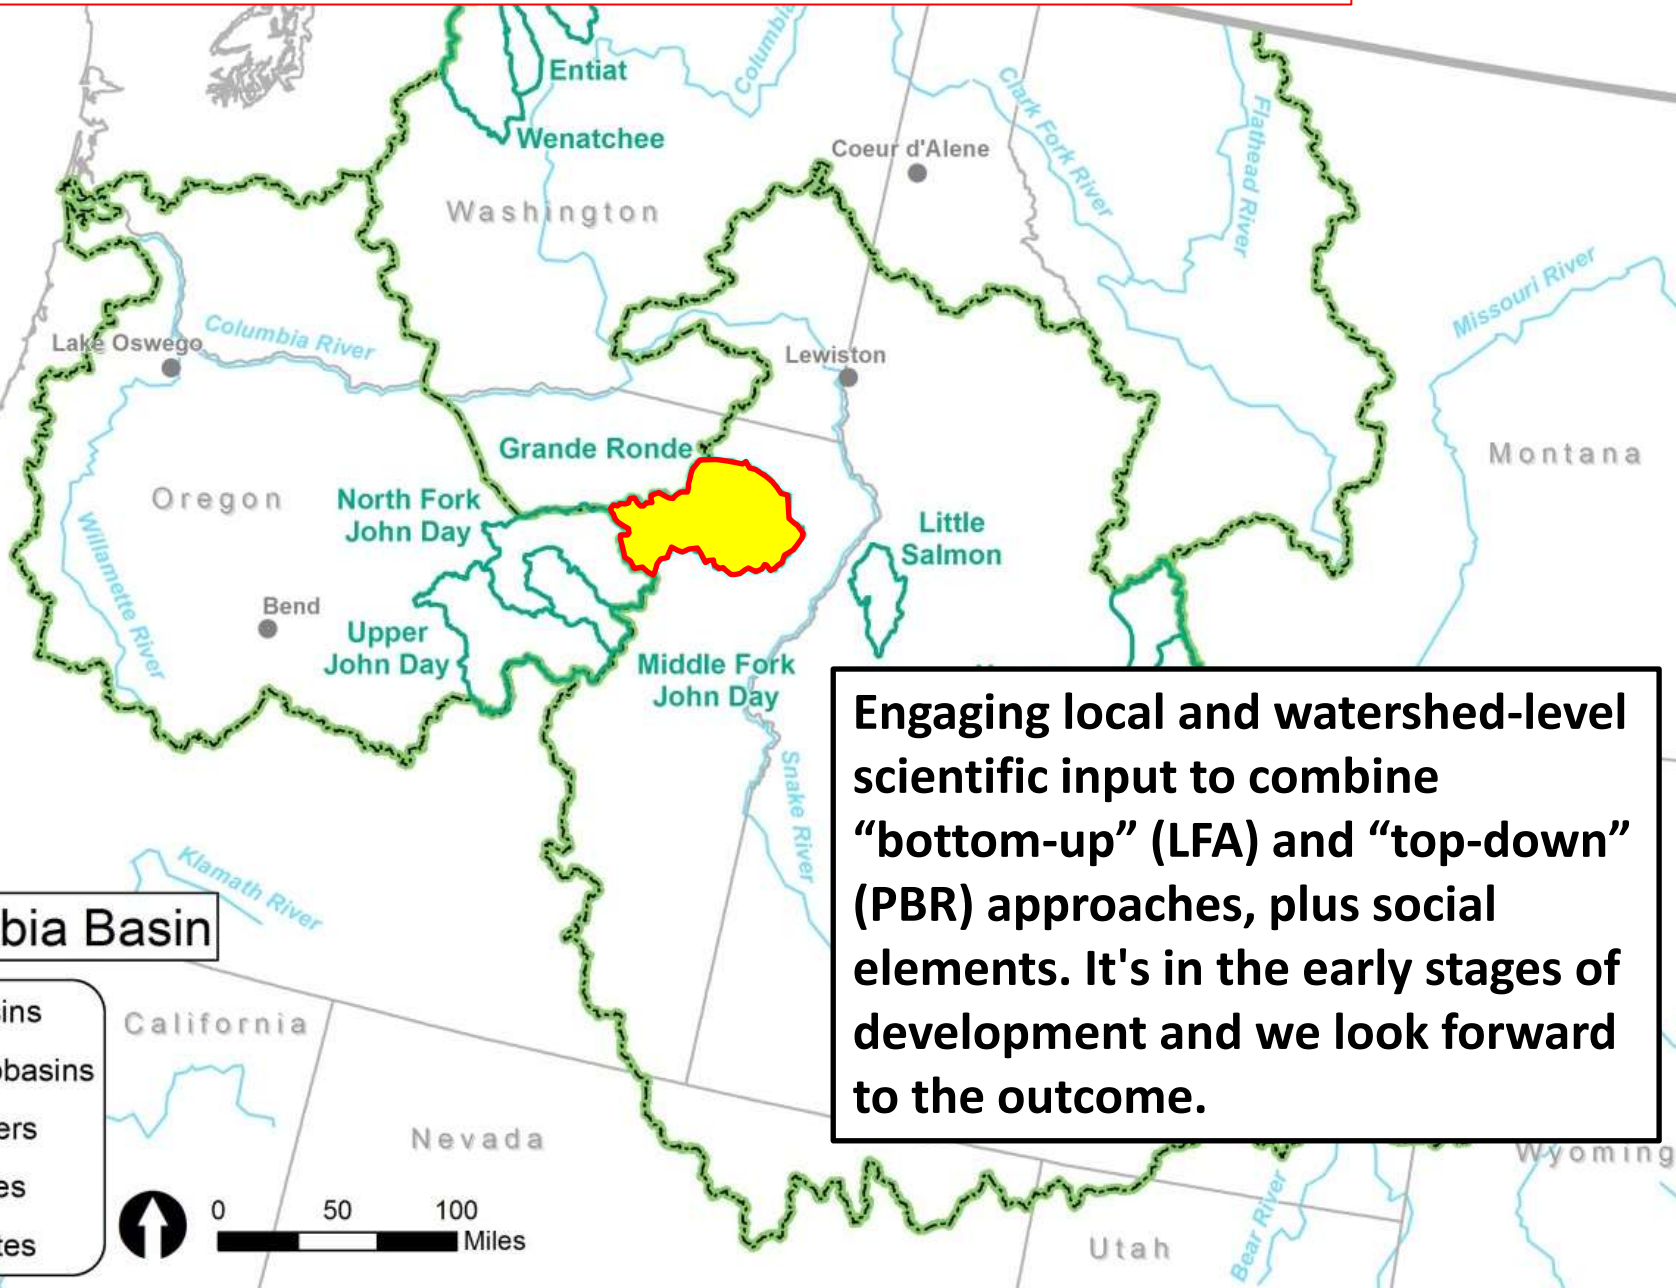 Entiat
Wenatchee
Columbia
Clark Fork River
Flathead River
Coeur d'Alene
Washington
Missouri River
Lake Oswego
Columbia River
Lewiston
Grande Ronde
Montana
Oregon
North Fork
John Day
Little
Salmon
Willamette River
Bend
Upper
John Day
Middle Fork
John Day
Snake River
Engaging local and watershed-level
scientific input to combine
“bottom-up” (LFA) and “top-down”
(PBR) approaches, plus social
elements. It's in the early stages of
development and we look forward
to the outcome.
Klamath River
bia Basin
ins
basins
ers
es
tes
California
Nevada
0 50 100
Miles
Utah
Bear River
Wyoming